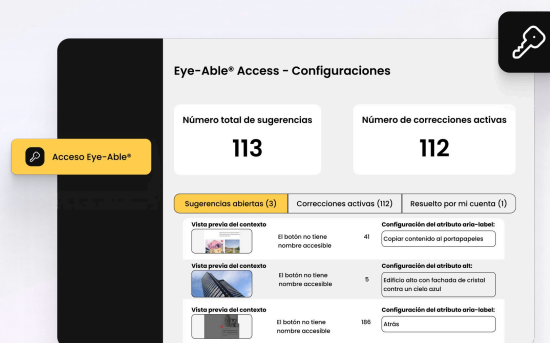 Eye-Able® Access - Configuraciones
Número total de sugerencias
113
Número de correcciones activas
112
Acceso Eye-Able®
Sugerencias abiertas (3)
Correcciones activas (112)
Resuelto por mi cuenta (1)
Vista previa del contexto
El botón no tiene
nombre accesible
41
Configuración del atributo aria-label:
Copiar contenido al portapapeles
Vista previa del contexto
El botón no tiene
nombre accesible
5
Configuración del atributo alt:
Edificio alto con fachada de cristal
contra un cielo azul
Vista previa del contexto
El botón no tiene
nombre accesible
186
Configuración del atributo aria-label:
Atrás